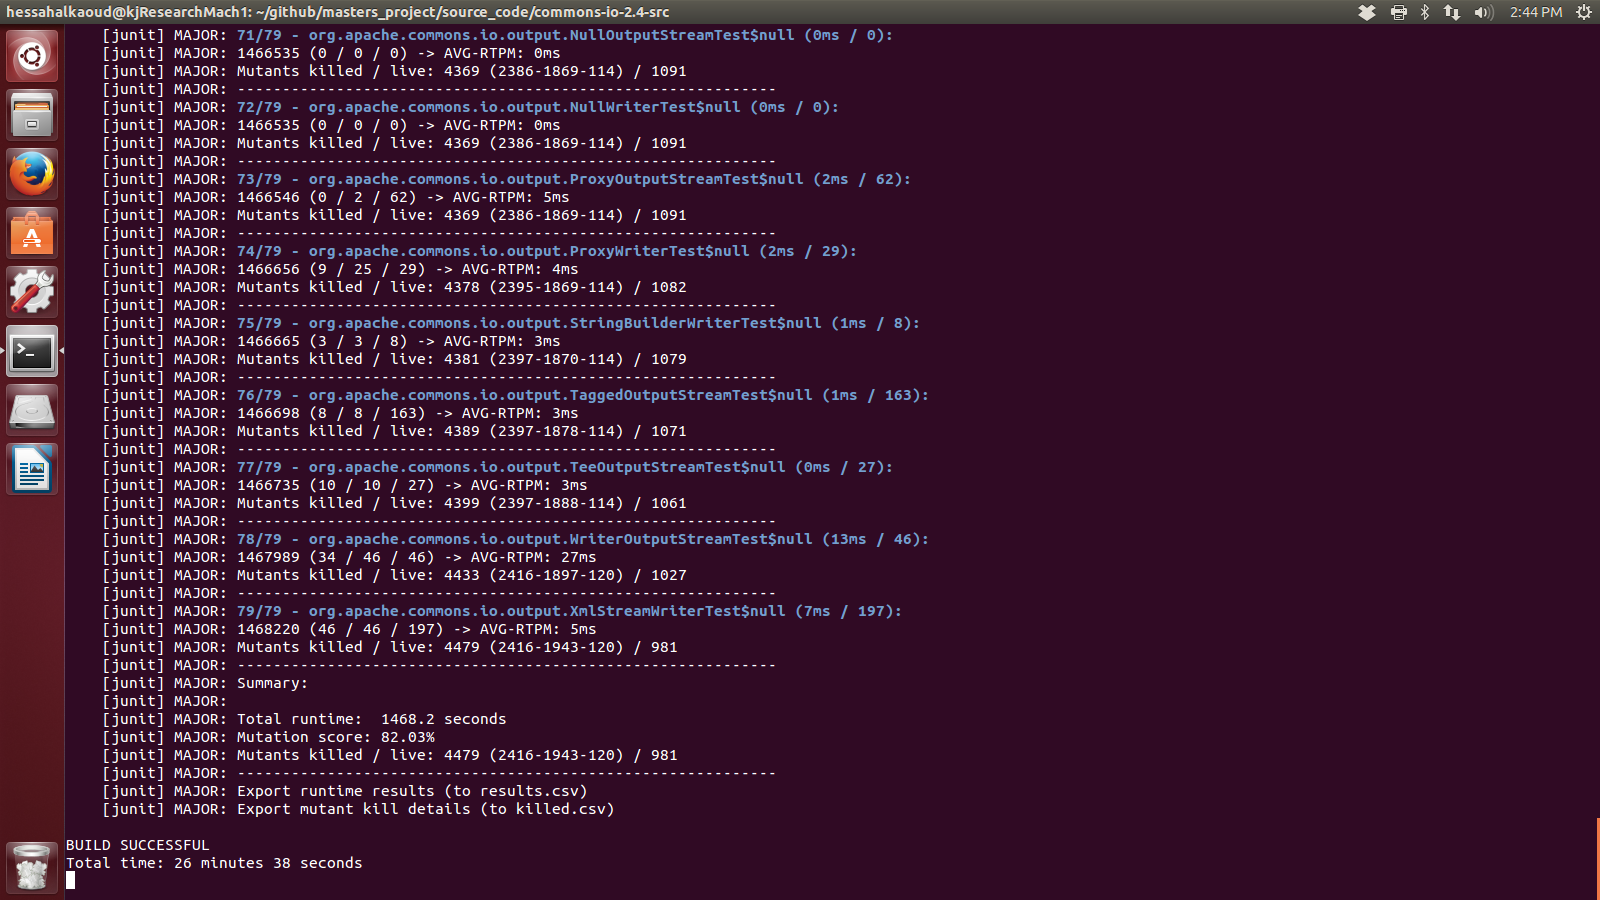 hessahalkaoud@kjResearchMach1: ~/github/masters_project/source_code/commons-io-2.4-src 2:44 PM
[junit] MAJOR: 71/79 - org.apache.commons.io.output.NullOutputStreamTest$null (0ms / 0):
[junit] MAJOR: 1466535 (0 / 0 / 0) -> AVG-RTPM: 0ms
[junit] MAJOR: Mutants killed / live: 4369 (2386-1869-114) / 1091
[junit] MAJOR: ------------------------------------------------------------
[junit] MAJOR: 72/79 - org.apache.commons.io.output.NullWriterTest$null (0ms / 0):
[junit] MAJOR: 1466535 (0 / 0 / 0) -> AVG-RTPM: 0ms
[junit] MAJOR: Mutants killed / live: 4369 (2386-1869-114) / 1091
[junit] MAJOR: ------------------------------------------------------------
[junit] MAJOR: 73/79 - org.apache.commons.io.output.ProxyOutputStreamTest$null (2ms / 62):
[junit] MAJOR: 1466546 (0 / 2 / 62) -> AVG-RTPM: 5ms
[junit] MAJOR: Mutants killed / live: 4369 (2386-1869-114) / 1091
[junit] MAJOR: ------------------------------------------------------------
[junit] MAJOR: 74/79 - org.apache.commons.io.output.ProxyWriterTest$null (2ms / 29):
[junit] MAJOR: 1466656 (9 / 25 / 29) -> AVG-RTPM: 4ms
[junit] MAJOR: Mutants killed / live: 4378 (2395-1869-114) / 1082
[junit] MAJOR: ------------------------------------------------------------
[junit] MAJOR: 75/79 - org.apache.commons.io.output.StringBuilderWriterTest$null (1ms / 8):
[junit] MAJOR: 1466665 (3 / 3 / 8) -> AVG-RTPM: 3ms
[junit] MAJOR: Mutants killed / live: 4381 (2397-1870-114) / 1079
[junit] MAJOR: ------------------------------------------------------------
[junit] MAJOR: 76/79 - org.apache.commons.io.output.TaggedOutputStreamTest$null (1ms / 163):
[junit] MAJOR: 1466698 (8 / 8 / 163) -> AVG-RTPM: 3ms
[junit] MAJOR: Mutants killed / live: 4389 (2397-1878-114) / 1071
[junit] MAJOR: ------------------------------------------------------------
[junit] MAJOR: 77/79 - org.apache.commons.io.output.TeeOutputStreamTest$null (0ms / 27):
[junit] MAJOR: 1466735 (10 / 10 / 27) -> AVG-RTPM: 3ms
[junit] MAJOR: Mutants killed / live: 4399 (2397-1888-114) / 1061
[junit] MAJOR: ------------------------------------------------------------
[junit] MAJOR: 78/79 - org.apache.commons.io.output.WriterOutputStreamTest$null (13ms / 46):
[junit] MAJOR: 1467989 (34 / 46 / 46) -> AVG-RTPM: 27ms
[junit] MAJOR: Mutants killed / live: 4433 (2416-1897-120) / 1027
[junit] MAJOR: ------------------------------------------------------------
[junit] MAJOR: 79/79 - org.apache.commons.io.output.XmlStreamWriterTest$null (7ms / 197):
[junit] MAJOR: 1468220 (46 / 46 / 197) -> AVG-RTPM: 5ms
[junit] MAJOR: Mutants killed / live: 4479 (2416-1943-120) / 981
[junit] MAJOR: ------------------------------------------------------------
[junit] MAJOR: Summary:
[junit] MAJOR:
[junit] MAJOR: Total runtime:  1468.2 seconds
[junit] MAJOR: Mutation score: 82.03%
[junit] MAJOR: Mutants killed / live: 4479 (2416-1943-120) / 981
[junit] MAJOR: ------------------------------------------------------------
[junit] MAJOR: Export runtime results (to results.csv)
[junit] MAJOR: Export mutant kill details (to killed.csv)
BUILD SUCCESSFUL
Total time: 26 minutes 38 seconds